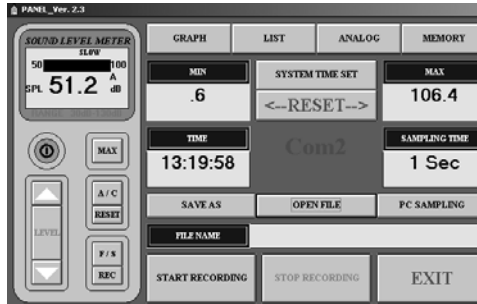 PANEL_Ver. 2.3
SOUND LEVEL METER
SLOW
50 100
SPL 51.2 A dB
MAX
A/C
RESET
LEVEL
F/S
REC
GRAPH LIST ANALOG MEMORY
MIN SYSTEM TIME SET MAX
.6 <--RESET--> 106.4
TIME Com2 SAMPLING TIME
13:19:58 1 Sec
SAVE AS OPEN FILE PC SAMPLING
FILE NAME
START RECORDING STOP RECORDING EXIT